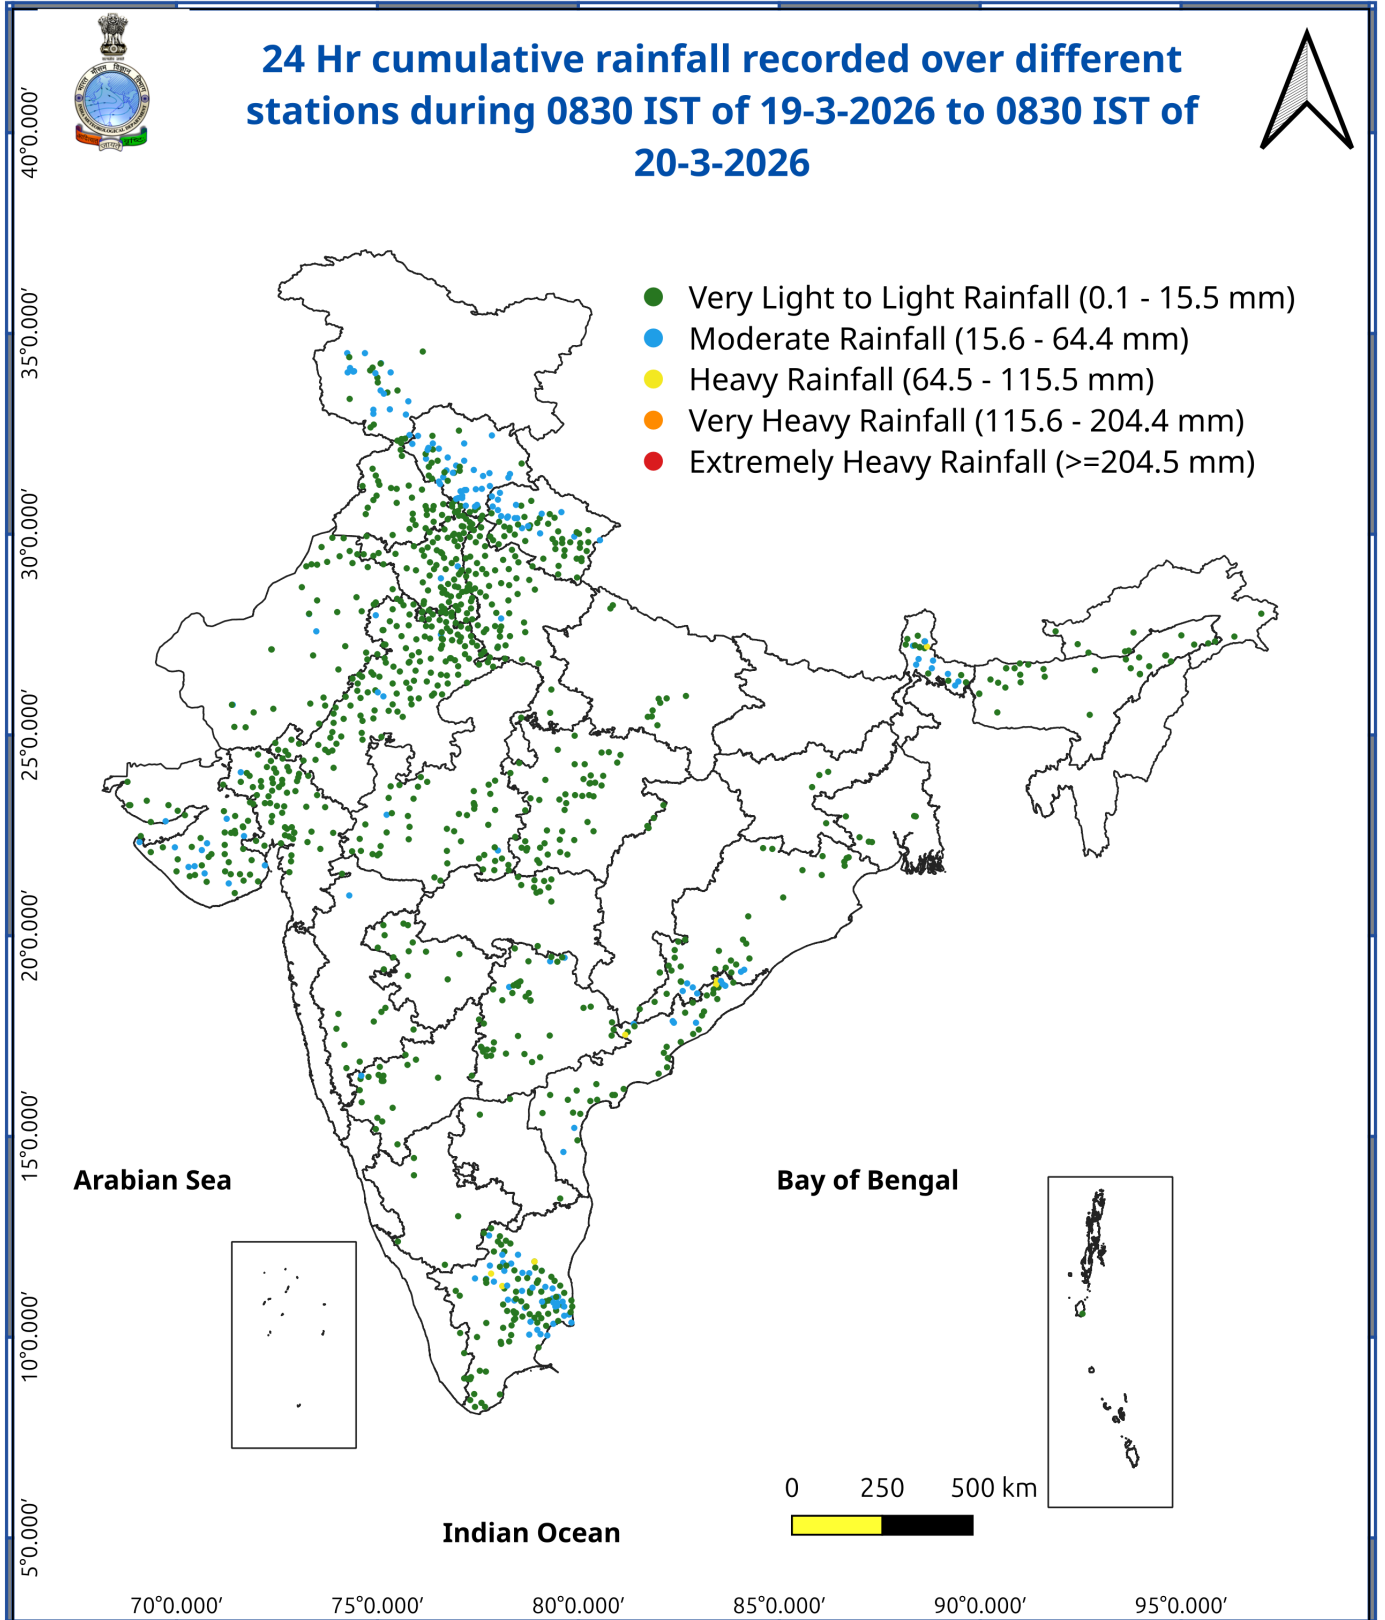 24 Hr cumulative rainfall recorded over different
stations during 0830 IST of 19-3-2026 to 0830 IST of
20-3-2026
Very Light to Light Rainfall (0.1 - 15.5 mm)
Moderate Rainfall (15.6 - 64.4 mm)
Heavy Rainfall (64.5 - 115.5 mm)
Very Heavy Rainfall (115.6 - 204.4 mm)
Extremely Heavy Rainfall (>=204.5 mm)
40°0.000′
35°0.000′
30°0.000′
25°0.000′
20°0.000′
15°0.000′
10°0.000′
5°0.000′
Arabian Sea
Bay of Bengal
Indian Ocean
0 250 500 km
70°0.000′ 75°0.000′ 80°0.000′ 85°0.000′ 90°0.000′ 95°0.000′